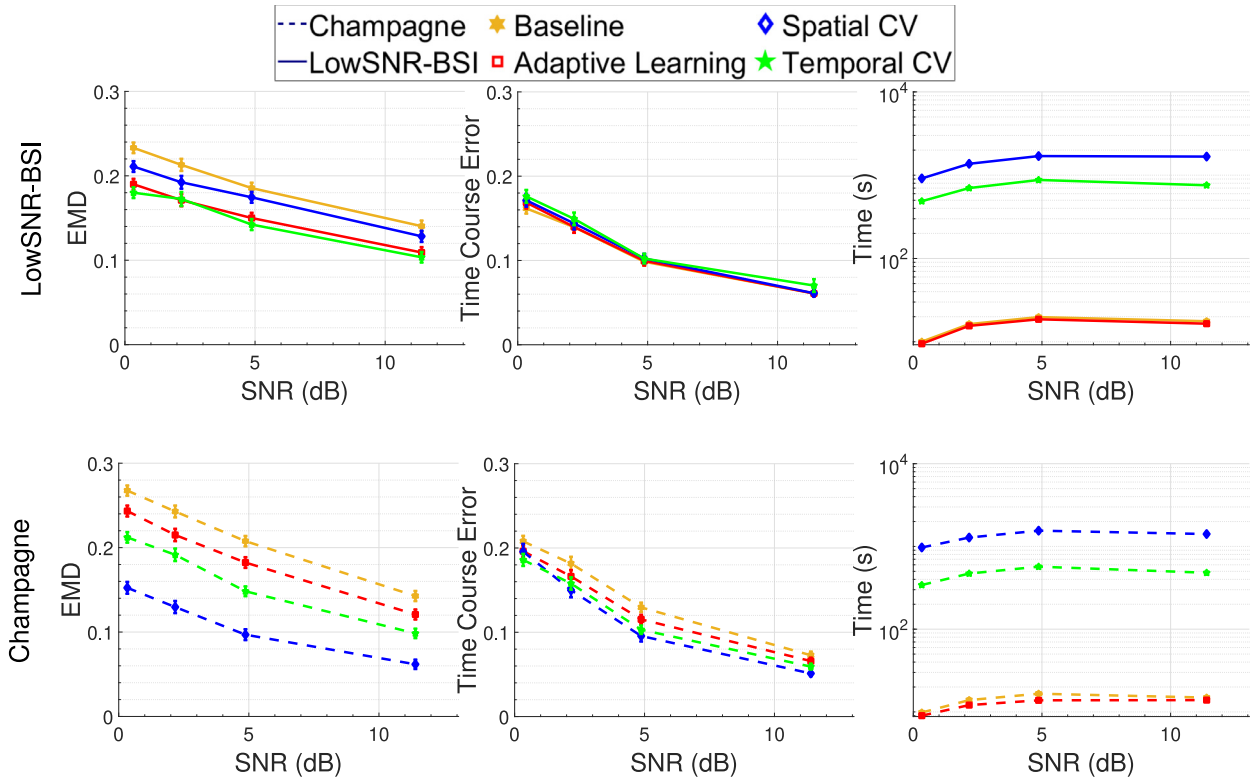 Champagne Baseline Spatial CV
LowSNR-BSI Adaptive Learning Temporal CV
LowSNR-BSI
EMD
0.3
0.2
0.1
0
0 5 10
SNR (dB)
Time Course Error
0.3
0.2
0.1
0
0 5 10
SNR (dB)
Time (s)
10^4
10^2
0 5 10
SNR (dB)
Champagne
EMD
0.3
0.2
0.1
0
0 5 10
SNR (dB)
Time Course Error
0.3
0.2
0.1
0
0 5 10
SNR (dB)
Time (s)
10^4
10^2
0 5 10
SNR (dB)